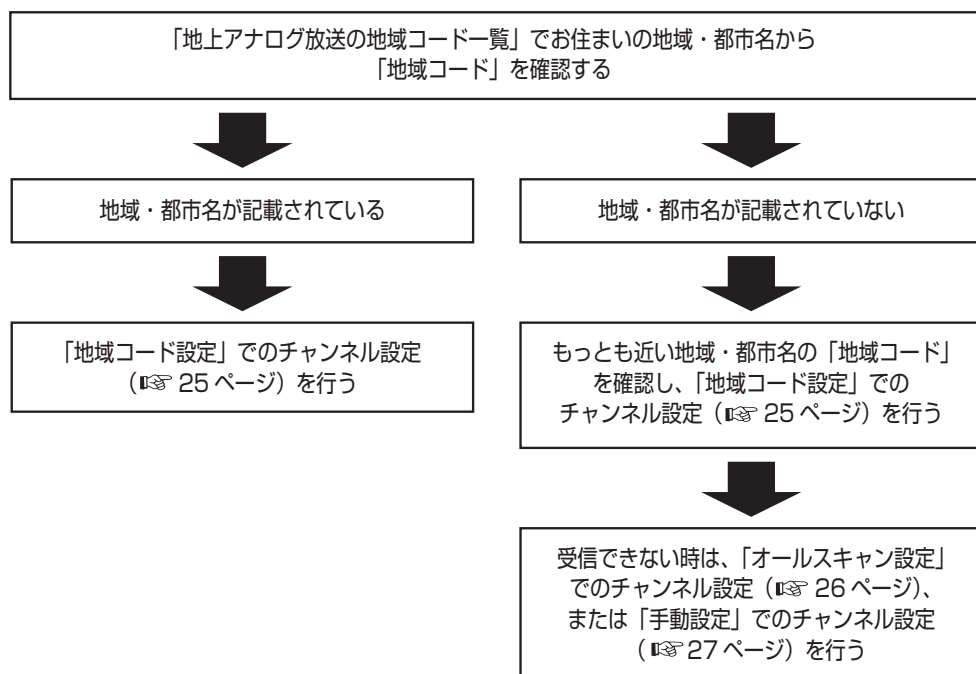 「地上アナログ放送の地域コード一覧」でお住まいの地域・都市名から
「地域コード」を確認する
地域・都市名が記載されている
地域・都市名が記載されていない
「地域コード設定」でのチャンネル設定
（☞ 25 ページ）を行う
もっとも近い地域・都市名の「地域コード」
を確認し、「地域コード設定」での
チャンネル設定（☞ 25 ページ）を行う
受信できない時は、「オールスキャン設定」
でのチャンネル設定（☞ 26 ページ）、
または「手動設定」でのチャンネル設定
（☞ 27 ページ）を行う